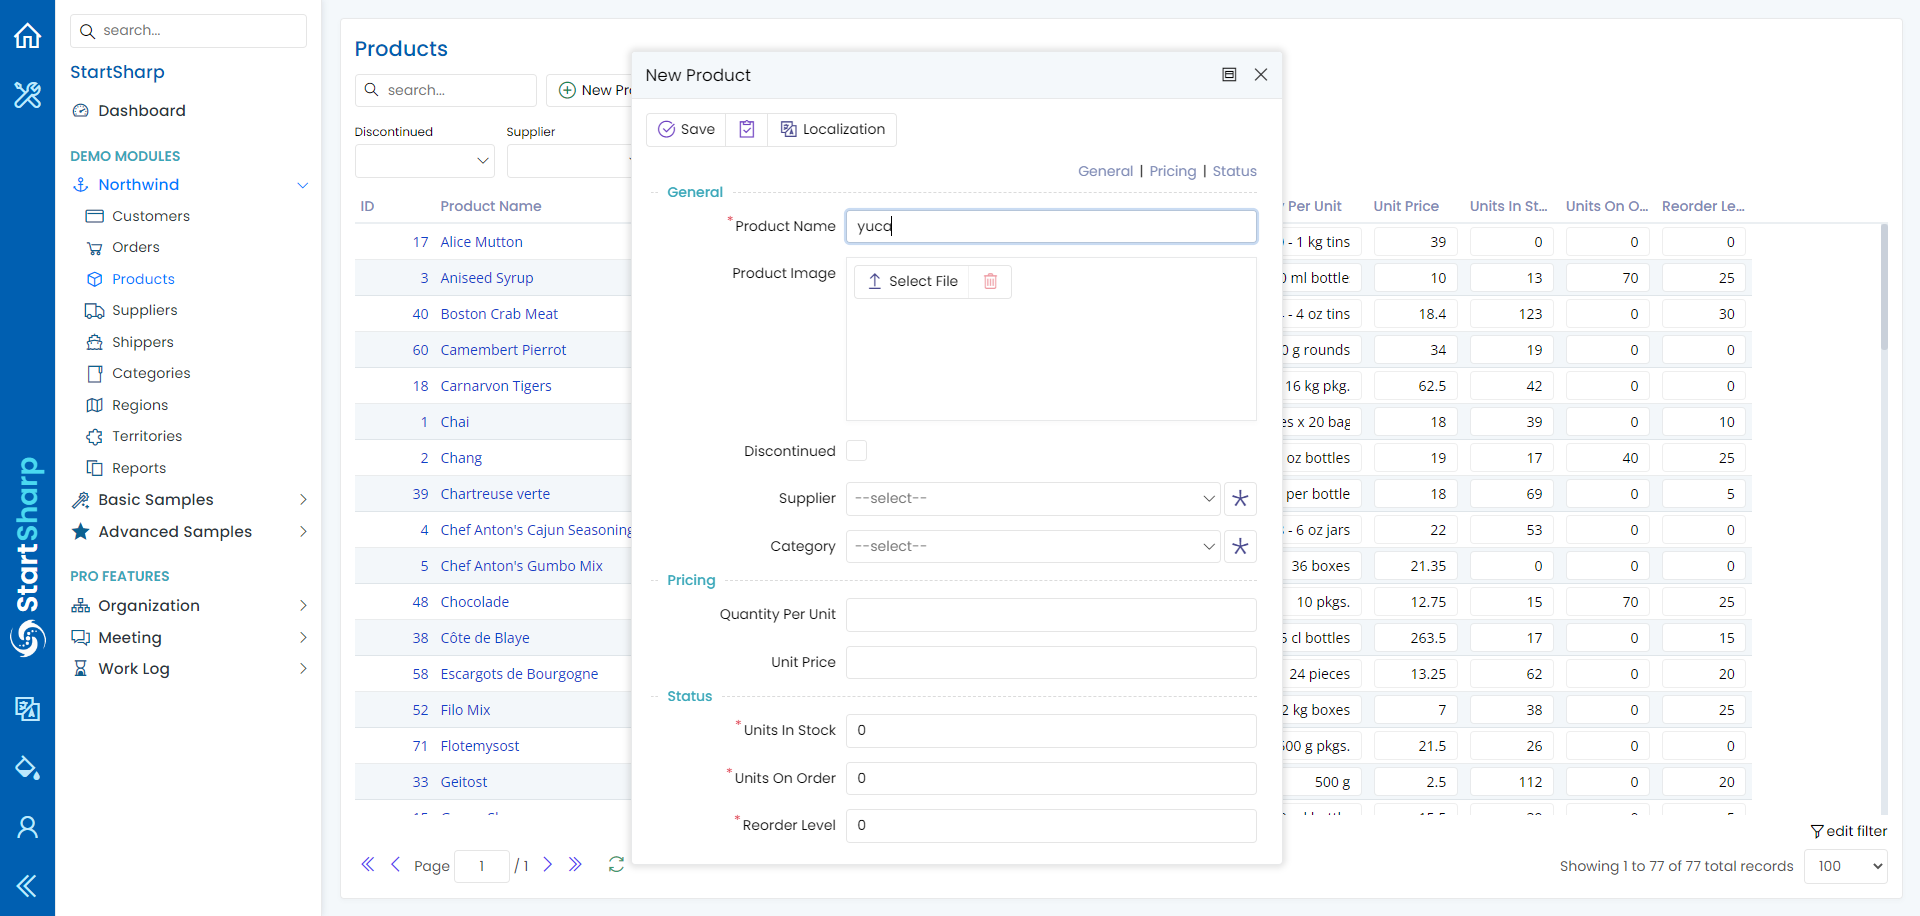 search...
StartSharp
Dashboard
DEMO MODULES
Northwind
Customers
Orders
Products
Suppliers
Shippers
Categories
Regions
Territories
Reports
Basic Samples
Advanced Samples
PRO FEATURES
Organization
Meeting
Work Log
StartSharp
Products
search...
New Pr
Discontinued
Supplier
ID Product Name Per Unit Unit Price Units In St... Units On O... Reorder Le...
17 Alice Mutton - 1 kg tins 39 0 0 0
3 Aniseed Syrup 0 ml bottle 10 13 70 25
40 Boston Crab Meat - 4 oz tins 18.4 123 0 30
60 Camembert Pierrot 0 g rounds 34 19 0 0
18 Carnarvon Tigers 16 kg pkg. 62.5 42 0 0
1 Chai es x 20 bag 18 39 0 10
2 Chang oz bottles 19 17 40 25
39 Chartreuse verte per bottle 18 69 0 5
4 Chef Anton's Cajun Seasoning - 6 oz jars 22 53 0 0
5 Chef Anton's Gumbo Mix 36 boxes 21.35 0 0 0
48 Chocolade 10 pkgs. 12.75 15 70 25
38 Côte de Blaye cl bottles 263.5 17 0 15
58 Escargots de Bourgogne 24 pieces 13.25 62 0 20
52 Filo Mix 2 kg boxes 7 38 0 25
71 Flotemysost 500 g pkgs. 21.5 26 0 0
33 Geitost 500 g 2.5 112 0 20
edit filter
Page 1 / 1
Showing 1 to 77 of 77 total records 100
New Product
Save
Localization
General | Pricing | Status
General
*Product Name yuca
Product Image Select File
Discontinued
Supplier --select--
Category --select--
Pricing
Quantity Per Unit
Unit Price
Status
*Units In Stock 0
*Units On Order 0
*Reorder Level 0